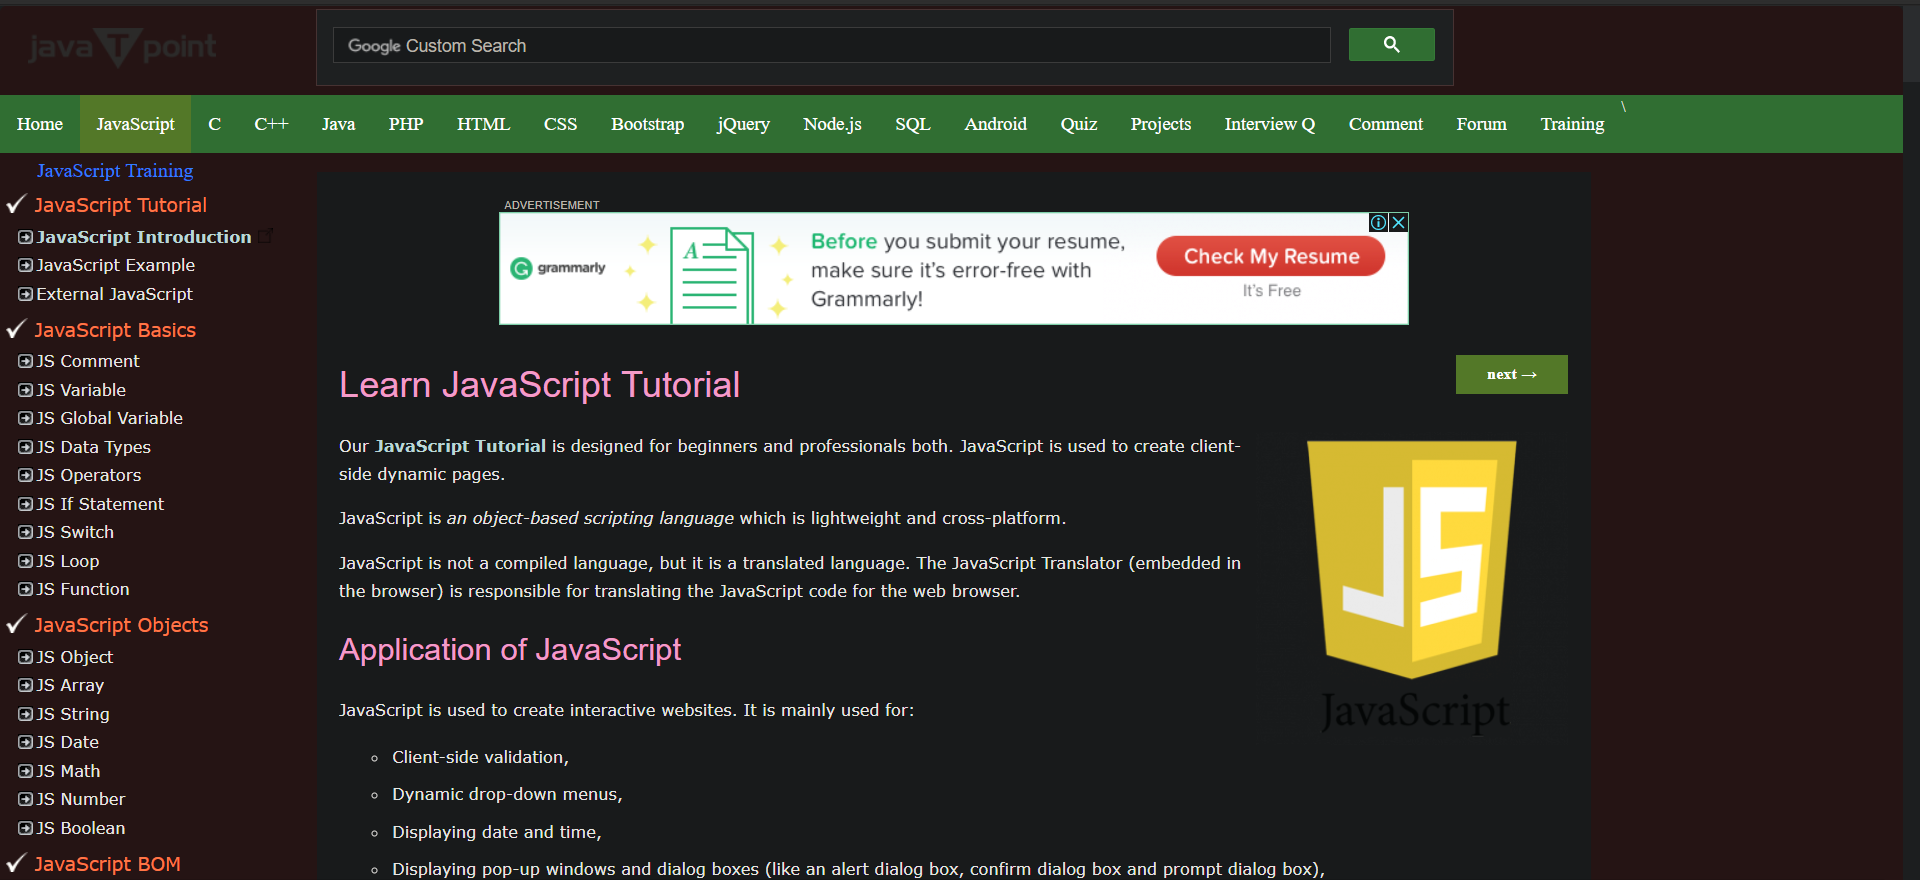 javaTpoint
Google Custom Search
Home JavaScript C C++ Java PHP HTML CSS Bootstrap jQuery Node.js SQL Android Quiz Projects Interview Q Comment Forum Training \
JavaScript Training
JavaScript Tutorial
JavaScript Introduction
JavaScript Example
External JavaScript
JavaScript Basics
JS Comment
JS Variable
JS Global Variable
JS Data Types
JS Operators
JS If Statement
JS Switch
JS Loop
JS Function
JavaScript Objects
JS Object
JS Array
JS String
JS Date
JS Math
JS Number
JS Boolean
JavaScript BOM
ADVERTISEMENT
grammarly
A
Before you submit your resume,
make sure it's error-free with
Grammarly!
Check My Resume
It's Free
Learn JavaScript Tutorial
next →
Our JavaScript Tutorial is designed for beginners and professionals both. JavaScript is used to create client-
side dynamic pages.
JavaScript is an object-based scripting language which is lightweight and cross-platform.
JavaScript is not a compiled language, but it is a translated language. The JavaScript Translator (embedded in
the browser) is responsible for translating the JavaScript code for the web browser.
JS
JavaScript
Application of JavaScript
JavaScript is used to create interactive websites. It is mainly used for:
Client-side validation,
Dynamic drop-down menus,
Displaying date and time,
Displaying pop-up windows and dialog boxes (like an alert dialog box, confirm dialog box and prompt dialog box),